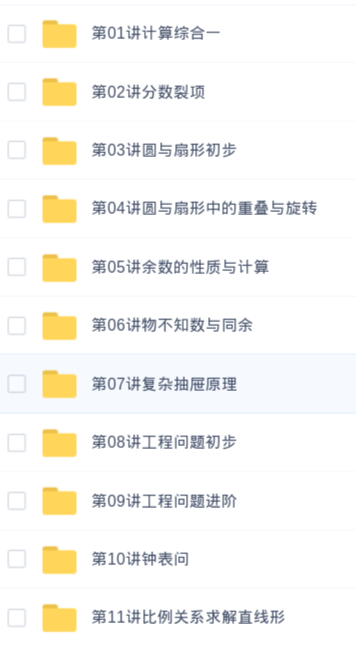 第01讲计算综合一
第02讲分数裂项
第03讲圆与扇形初步
第04讲圆与扇形中的重叠与旋转
第05讲余数的性质与计算
第06讲物不知数与同余
第07讲复杂抽屉原理
第08讲工程问题初步
第09讲工程问题进阶
第10讲钟表问
第11讲比例关系求解直线形